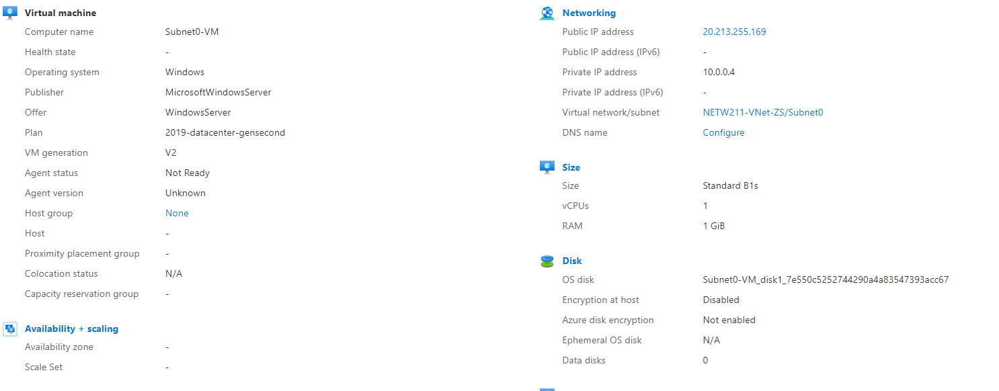 Virtual machine
Computer name Subnet0-VM
Health state -
Operating system Windows
Publisher MicrosoftWindowsServer
Offer WindowsServer
Plan 2019-datacenter-gensecond
VM generation V2
Agent status Not Ready
Agent version Unknown
Host group None
Host -
Proximity placement group -
Colocation status N/A
Capacity reservation group -
Availability + scaling
Availability zone -
Scale Set -
Networking
Public IP address 20.213.255.169
Public IP address (IPv6) -
Private IP address 10.0.0.4
Private IP address (IPv6) -
Virtual network/subnet NETW211-VNet-ZS/Subnet0
DNS name Configure
Size
Size Standard B1s
vCPUs 1
RAM 1 GiB
Disk
OS disk Subnet0-VM_disk1_7e550c5252744290a4a83547393acc67
Encryption at host Disabled
Azure disk encryption Not enabled
Ephemeral OS disk N/A
Data disks 0